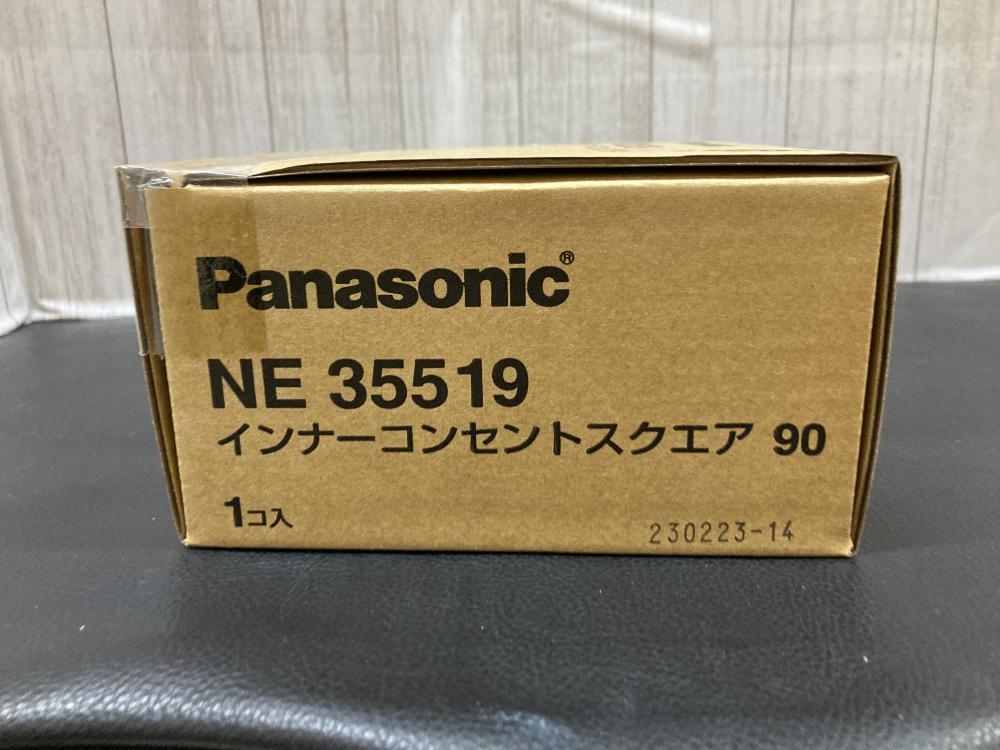 Panasonic®
NE 35519
インナーコンセントスクエア 90
1コ入
230223-14